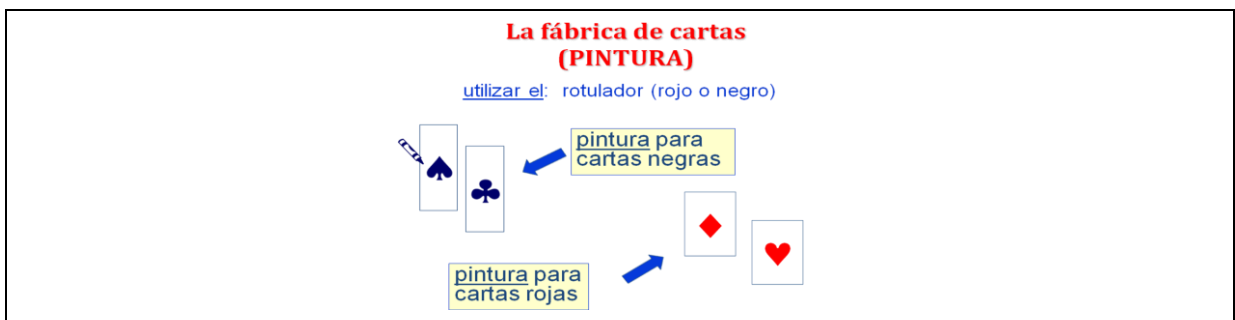 La fábrica de cartas
(PINTURA)
utilizar el: rotulador (rojo o negro)
pintura para
cartas negras
pintura para
cartas rojas